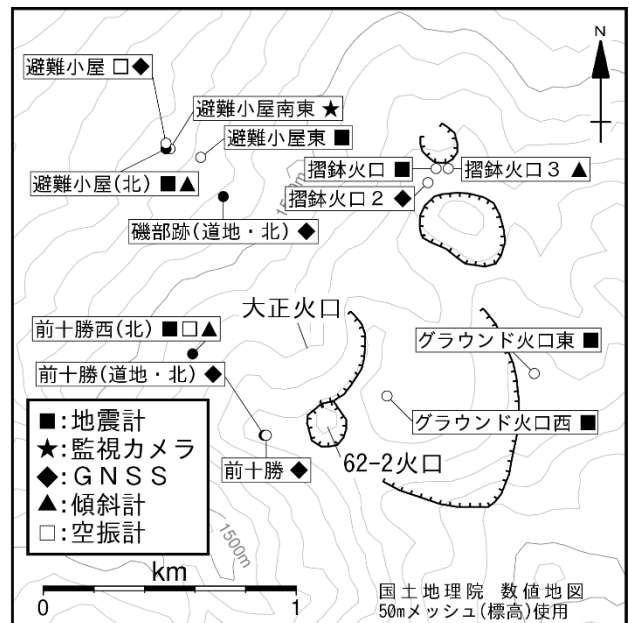 N
避難小屋 □◆
避難小屋南東 ★
避難小屋東 ■
避難小屋(北) ■▲
磯部跡(道地・北) ◆
摺鉢火口 ■
摺鉢火口3 ▲
摺鉢火口2 ◆
1500m
大正火口
前十勝西(北) ■□▲
前十勝(道地・北) ◆
グラウンド火口東 ■
グラウンド火口西 ■
前十勝 ◆
62-2火口
■:地震計
★:監視カメラ
◆:GNSS
▲:傾斜計
□:空振計
1500m
km
0 1
国土地理院 数値地図
50mメッシュ(標高)使用